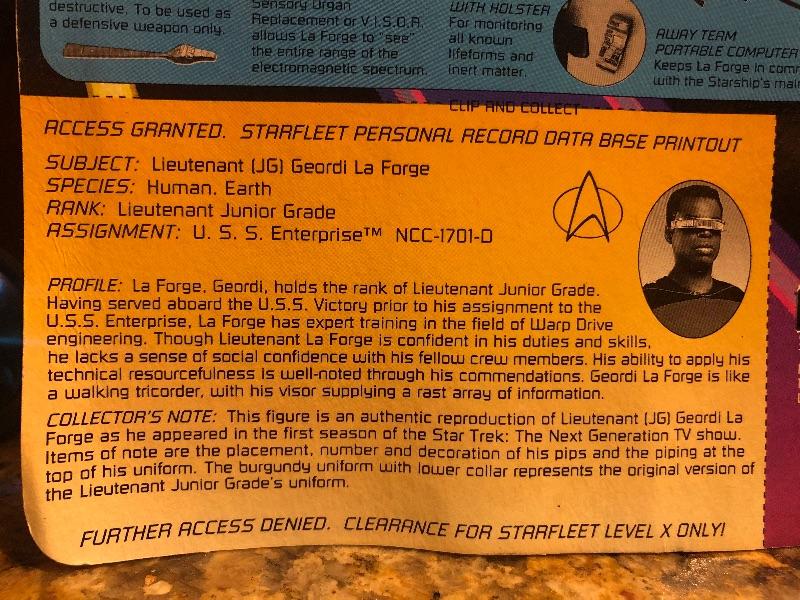 destructive. To be used as
a defensive weapon only.
Sensory Organ
Replacement or V.I.S.O.R.
allows La Forge to "see"
the entire range of the
electromagnetic spectrum.
WITH HOLSTER
For monitoring
all known
lifeforms and
inert matter.
AWAY TEAM
PORTABLE COMPUTER
Keeps La Forge in
with the Starship's
CLIP AND COLLECT
ACCESS GRANTED. STARFLEET PERSONAL RECORD DATA BASE PRINTOUT
SUBJECT: Lieutenant (JG) Geordi La Forge
SPECIES: Human. Earth
RANK: Lieutenant Junior Grade
ASSIGNMENT: U. S. S. Enterprise™ NCC-1701-D
PROFILE: La Forge, Geordi, holds the rank of Lieutenant Junior Grade.
Having served aboard the U.S.S. Victory prior to his assignment to the
U.S.S. Enterprise, La Forge has expert training in the field of Warp Drive
engineering. Though Lieutenant La Forge is confident in his duties and skills,
he lacks a sense of social confidence with his fellow crew members. His ability to apply his
technical resourcefulness is well-noted through his commendations. Geordi La Forge is like
a walking tricorder, with his visor supplying a rast array of information.
COLLECTOR'S NOTE: This figure is an authentic reproduction of Lieutenant (JG) Geordi La
Forge as he appeared in the first season of the Star Trek: The Next Generation TV show.
Items of note are the placement, number and decoration of his pips and the piping at the
top of his uniform. The burgundy uniform with lower collar represents the original version of
the Lieutenant Junior Grade's uniform.
FURTHER ACCESS DENIED. CLEARANCE FOR STARFLEET LEVEL X ONLY!